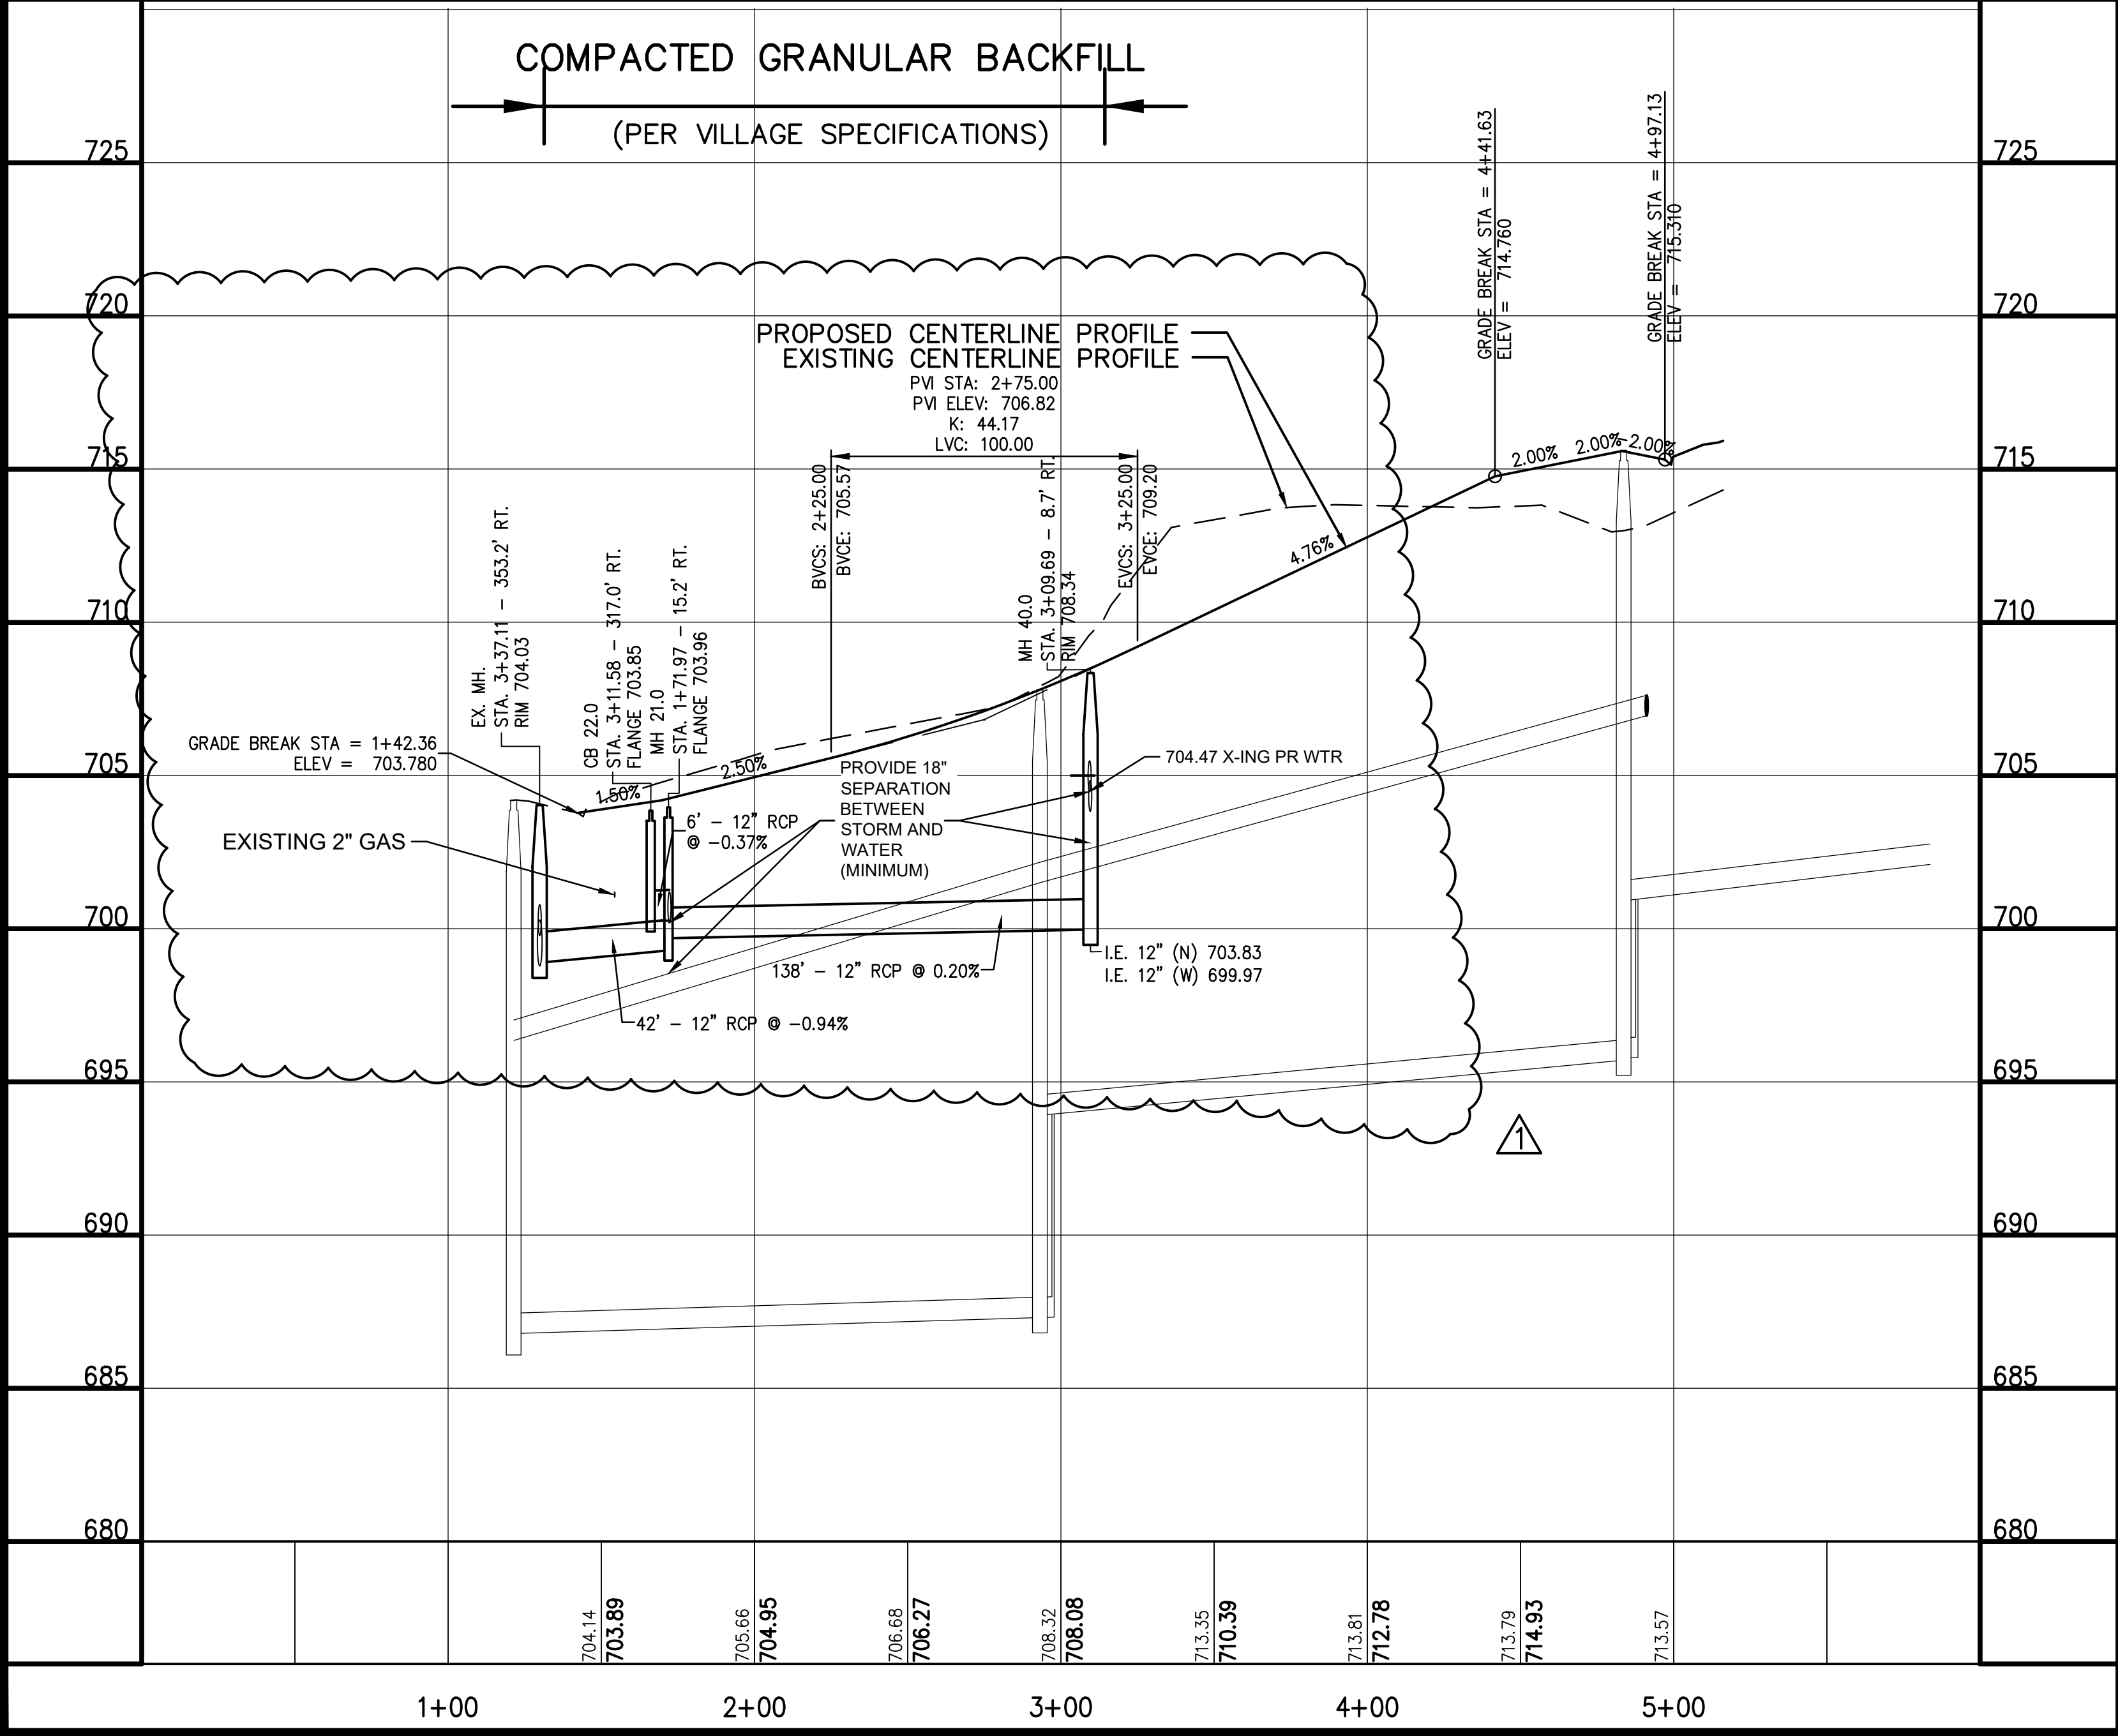 COMPACTED GRANULAR BACKFILL
(PER VILLAGE SPECIFICATIONS)
725
725
720
720
715
715
710
710
705
705
700
700
695
695
690
690
685
685
680
680
GRADE BREAK STA = 4+41.63
ELEV = 714.760
GRADE BREAK STA = 4+97.13
ELEV = 715.310
PROPOSED CENTERLINE PROFILE
EXISTING CENTERLINE PROFILE
PVI STA: 2+75.00
PVI ELEV: 706.82
K: 44.17
LVC: 100.00
BVCS: 2+25.00
BVCE: 705.57
EVCS: 3+25.00
EVCE: 709.20
2.00%
2.00%
-2.00%
4.76%
2.50%
1.50%
EX. MH.
STA. 3+37.11 - 353.2' RT.
RIM 704.03
CB 22.0
STA. 3+11.58 - 317.0' RT.
FLANGE 703.85
MH 21.0
STA. 1+71.97 - 15.2' RT.
FLANGE 703.96
MH 40.0
STA. 3+09.69 - 8.7' RT.
RIM 708.34
GRADE BREAK STA = 1+42.36
ELEV = 703.780
EXISTING 2" GAS
6' - 12" RCP
@ -0.37%
PROVIDE 18"
SEPARATION
BETWEEN
STORM AND
WATER
(MINIMUM)
704.47 X-ING PR WTR
138' - 12" RCP @ 0.20%
I.E. 12" (N) 703.83
I.E. 12" (W) 699.97
42' - 12" RCP @ -0.94%
1
704.14
703.89
705.66
704.95
706.68
706.27
708.32
708.08
713.35
710.39
713.81
712.78
713.79
714.93
713.57
1+00
2+00
3+00
4+00
5+00